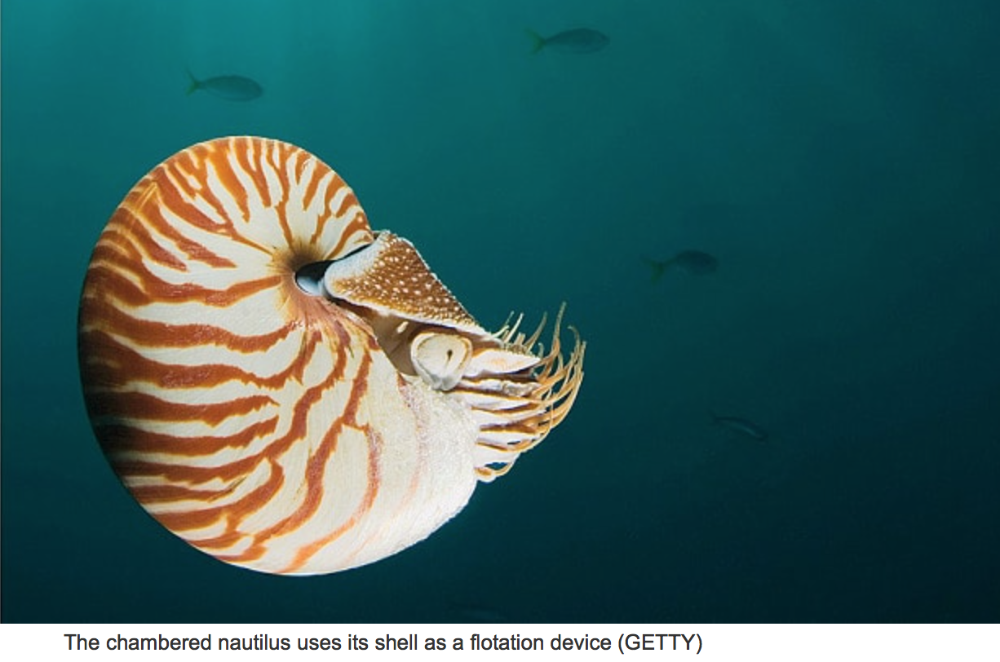 The chambered nautilus uses its shell as a flotation device (GETTY)